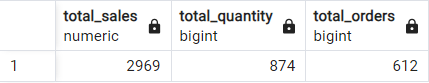 total_sales total_quantity total_orders
numeric bigint bigint
1 2969 874 612